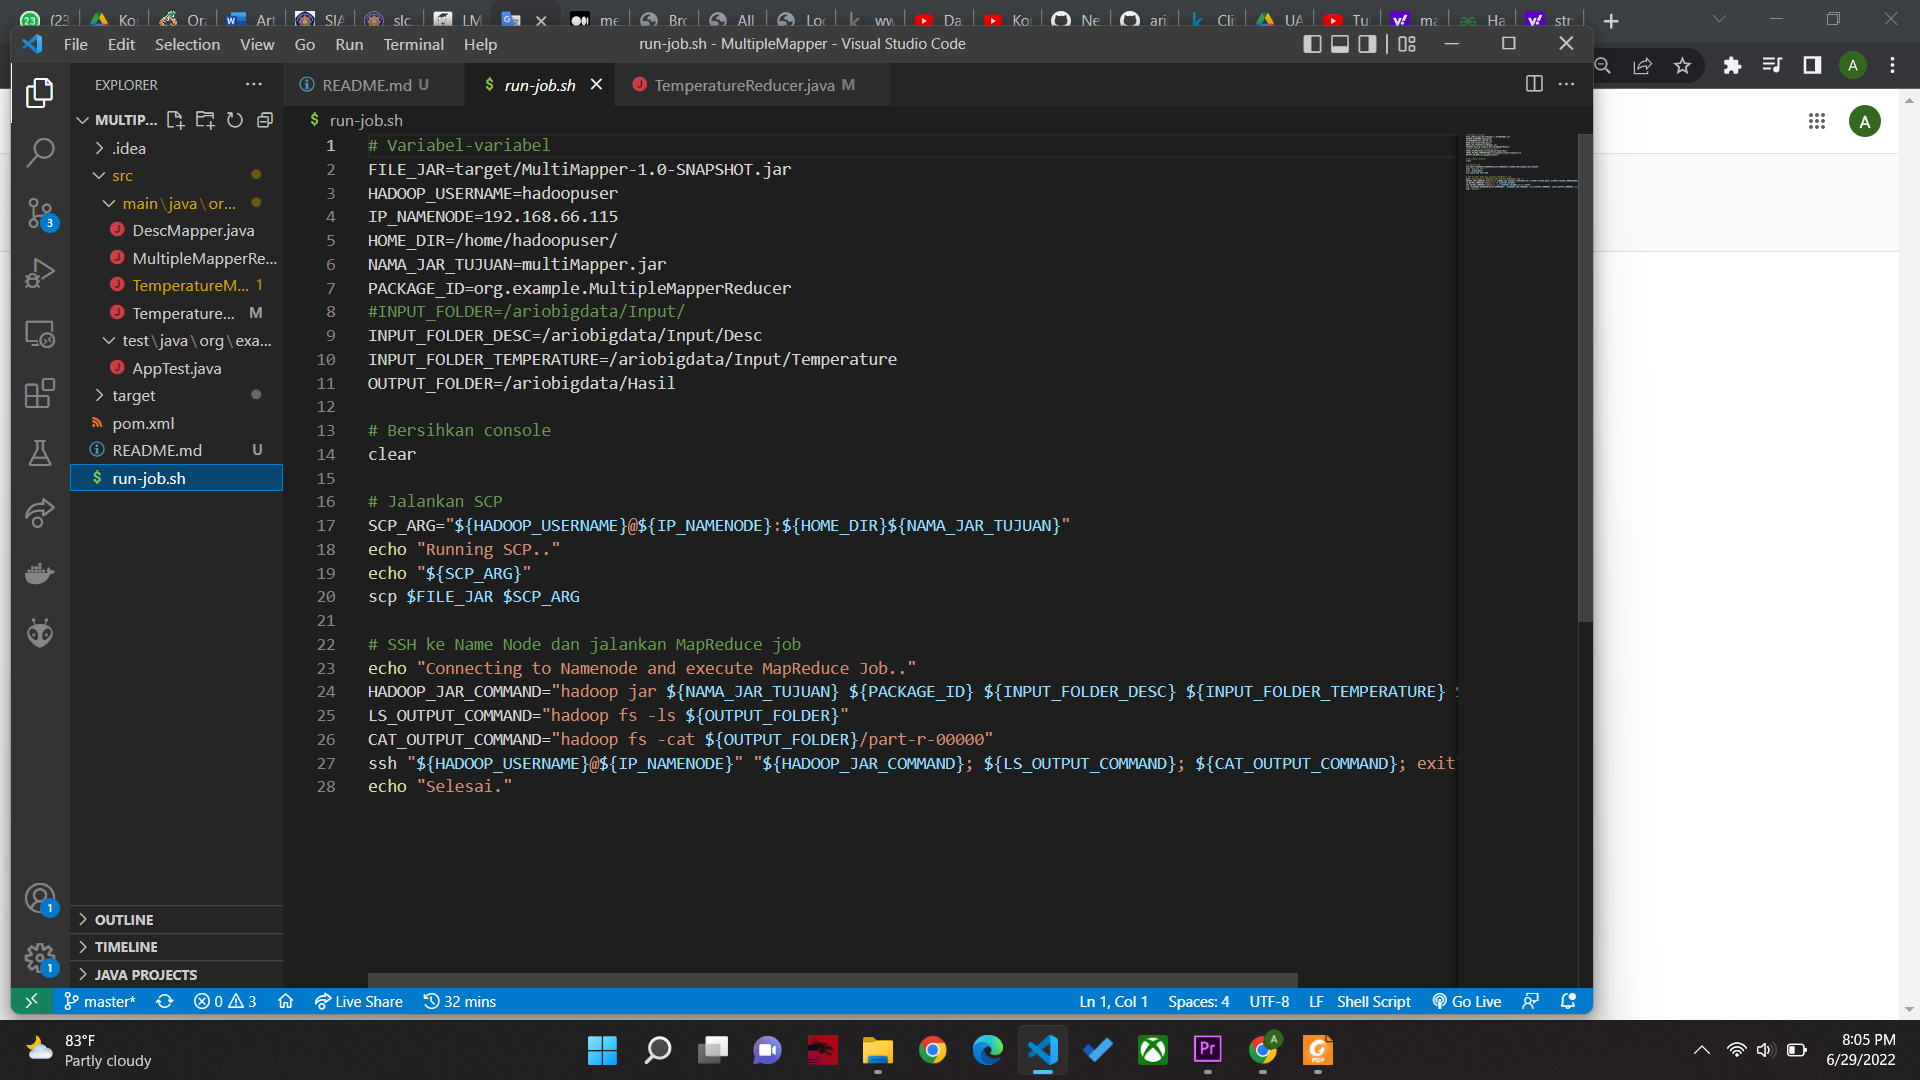 (23
Ko
Or
Art
SIA
slc
LM
me
Bro
All
Lo
ww
Da
Ko
Ne
aria
Cli
UA
Tu
ma
Ha
str
File Edit Selection View Go Run Terminal Help
run-job.sh - MultipleMapper - Visual Studio Code
EXPLORER
README.md U
$ run-job.sh
TemperatureReducer.java M
MULTIP...
.idea
src
main\java\or...
DescMapper.java
MultipleMapperRe...
TemperatureM... 1
Temperature... M
test\java\org\exa...
AppTest.java
target
pom.xml
README.md U
$ run-job.sh
OUTLINE
TIMELINE
JAVA PROJECTS
$ run-job.sh
1 # Variabel-variabel
2 FILE_JAR=target/MultiMapper-1.0-SNAPSHOT.jar
3 HADOOP_USERNAME=hadoopuser
4 IP_NAMENODE=192.168.66.115
5 HOME_DIR=/home/hadoopuser/
6 NAMA_JAR_TUJUAN=multiMapper.jar
7 PACKAGE_ID=org.example.MultipleMapperReducer
8 #INPUT_FOLDER=/ariobigdata/Input/
9 INPUT_FOLDER_DESC=/ariobigdata/Input/Desc
10 INPUT_FOLDER_TEMPERATURE=/ariobigdata/Input/Temperature
11 OUTPUT_FOLDER=/ariobigdata/Hasil
12
13 # Bersihkan console
14 clear
15
16 # Jalankan SCP
17 SCP_ARG="${HADOOP_USERNAME}@${IP_NAMENODE}:${HOME_DIR}${NAMA_JAR_TUJUAN}"
18 echo "Running SCP.."
19 echo "${SCP_ARG}"
20 scp $FILE_JAR $SCP_ARG
21
22 # SSH ke Name Node dan jalankan MapReduce job
23 echo "Connecting to Namenode and execute MapReduce Job.."
24 HADOOP_JAR_COMMAND="hadoop jar ${NAMA_JAR_TUJUAN} ${PACKAGE_ID} ${INPUT_FOLDER_DESC} ${INPUT_FOLDER_TEMPERATURE}
25 LS_OUTPUT_COMMAND="hadoop fs -ls ${OUTPUT_FOLDER}"
26 CAT_OUTPUT_COMMAND="hadoop fs -cat ${OUTPUT_FOLDER}/part-r-00000"
27 ssh "${HADOOP_USERNAME}@${IP_NAMENODE}" "${HADOOP_JAR_COMMAND}; ${LS_OUTPUT_COMMAND}; ${CAT_OUTPUT_COMMAND}; exit
28 echo "Selesai."
3
1
1
A
A
master* 0 3 Live Share 32 mins
Ln 1, Col 1 Spaces: 4 UTF-8 LF Shell Script Go Live
83°F
Partly cloudy
Pr
A
PDF
8:05 PM
6/29/2022